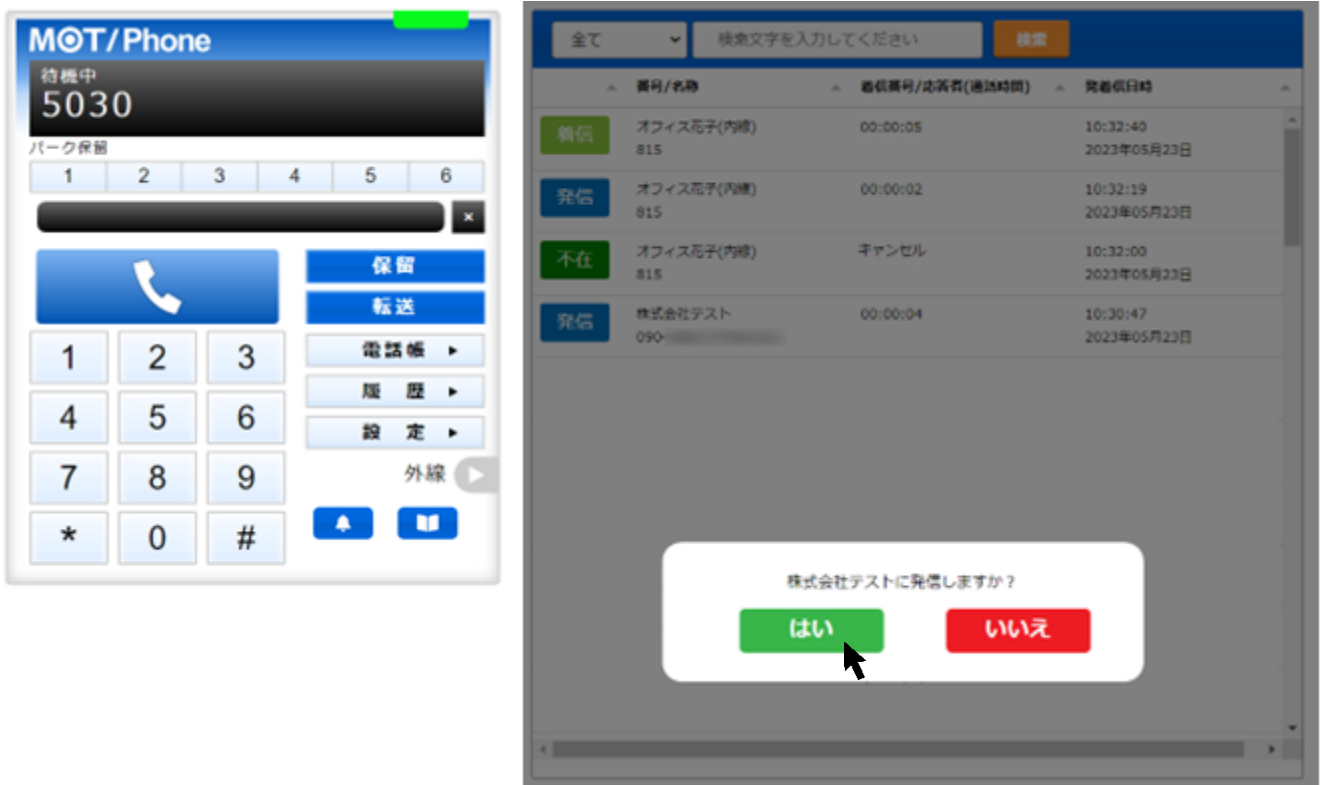 MOT/Phone
待機中
5030
パーク保留
1 2 3 4 5 6
×
保留
転送
電話帳
履 歴
設 定
外線
1 2 3
4 5 6
7 8 9
* 0 #
全て 検索文字を入力してください 検索
番号/名称 着信番号/応答者(通話時間)発着信日時
着信 オフィス花子(内線) 00:00:05 10:32:40
815 2023年05月23日
発信 オフィス花子(内線) 00:00:02 10:32:19
815 2023年05月23日
不在 オフィス花子(内線) キャンセル 10:32:00
815 2023年05月23日
発信 株式会社テスト 00:00:04 10:30:47
090- 2023年05月23日
株式会社テストに発信しますか？
はい いいえ